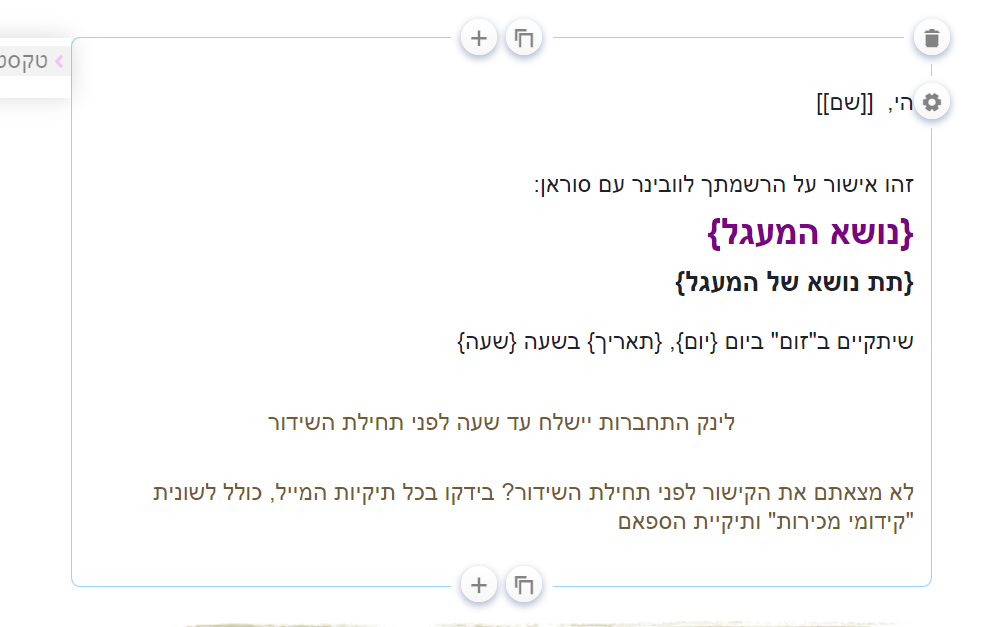 טקסט
הי, [[שם]]
זהו אישור על הרשמתך לוובינר עם סוראן:
{נושא המעגל}
{תת נושא של המעגל}
שיתקיים ב"זום" ביום {יום}, {תאריך} בשעה {שעה}
לינק התחברות יישלח עד שעה לפני תחילת השידור
לא מצאתם את הקישור לפני תחילת השידור? בידקו בכל תיקיות המייל, כולל לשונית
"קידומי מכירות" ותיקיית הספאם